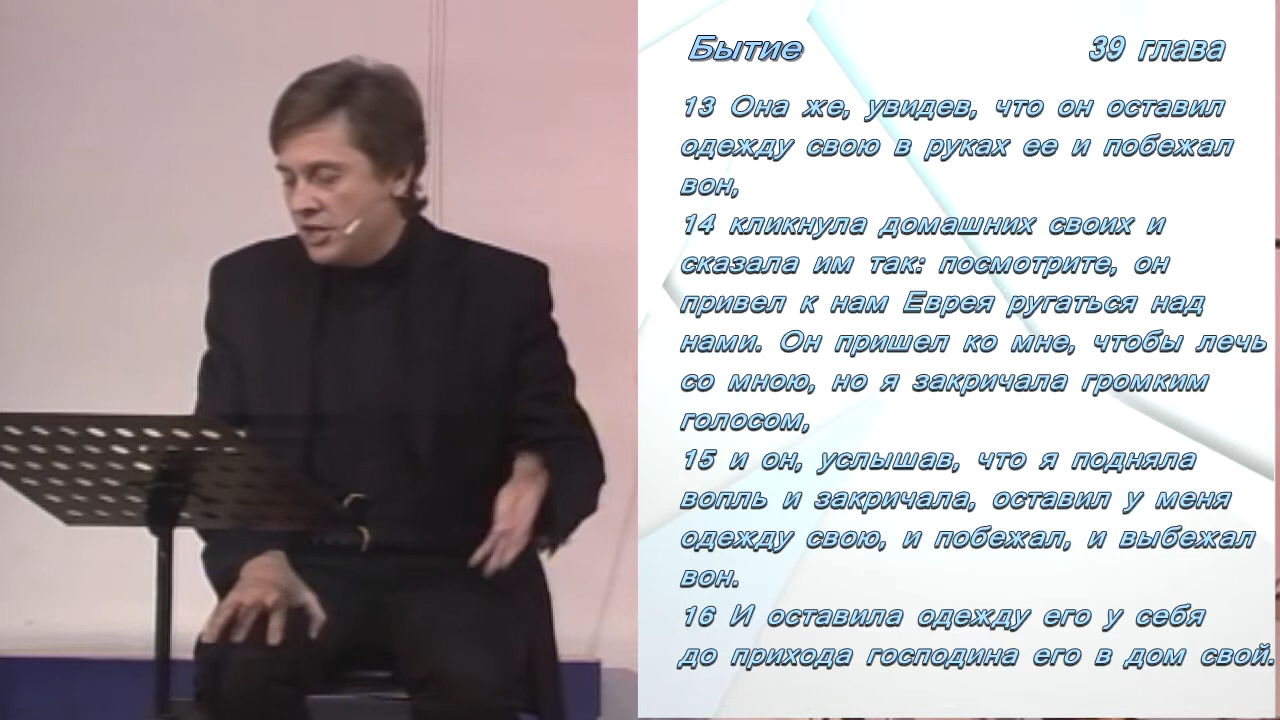 Бытие 39 глава
13 Она же, увидев, что он оставил
одежду свою в руках ее и побежал
вон,
14 кликнула домашних своих и
сказала им так: посмотрите, он
привел к нам Еврея ругаться над
нами. Он пришел ко мне, чтобы лечь
со мною, но я закричала громким
голосом,
15 и он, услышав, что я подняла
вопль и закричала, оставил у меня
одежду свою, и побежал, и выбежал
вон.
16 И оставила одежду его у себя
до прихода господина его в дом свой.